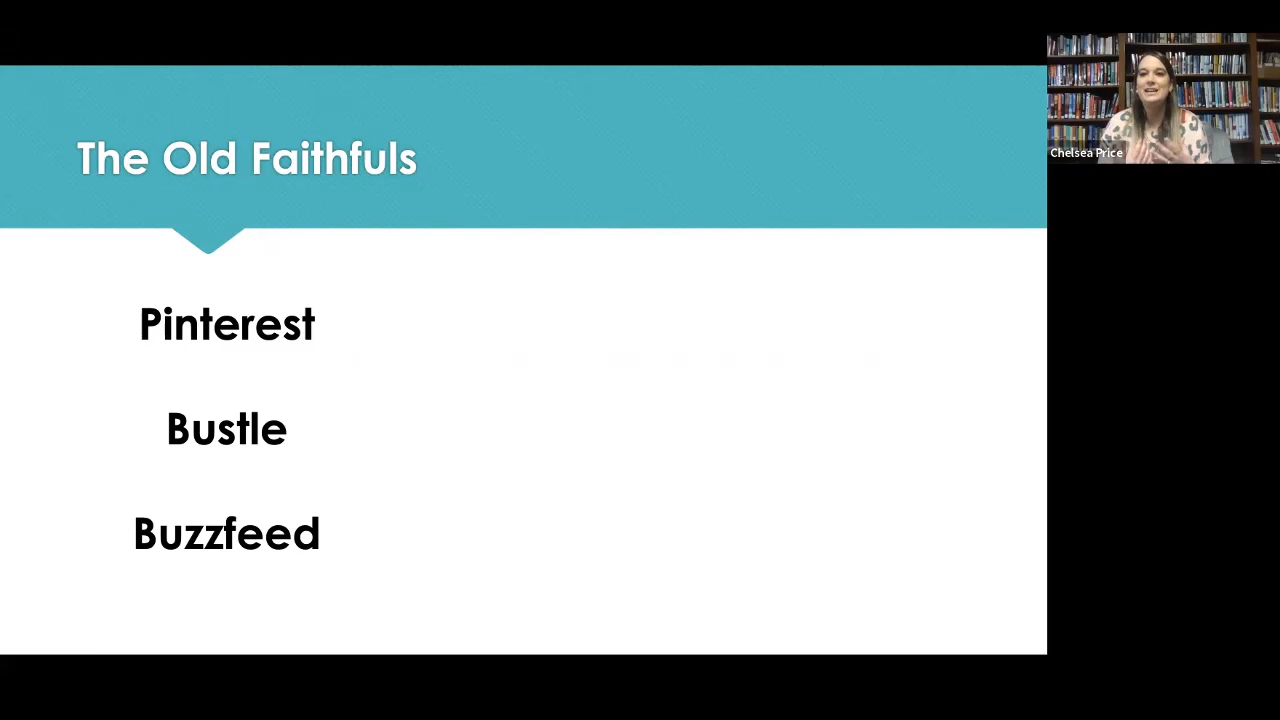 The Old Faithfuls
Chelsea Price
Pinterest
Bustle
Buzzfeed